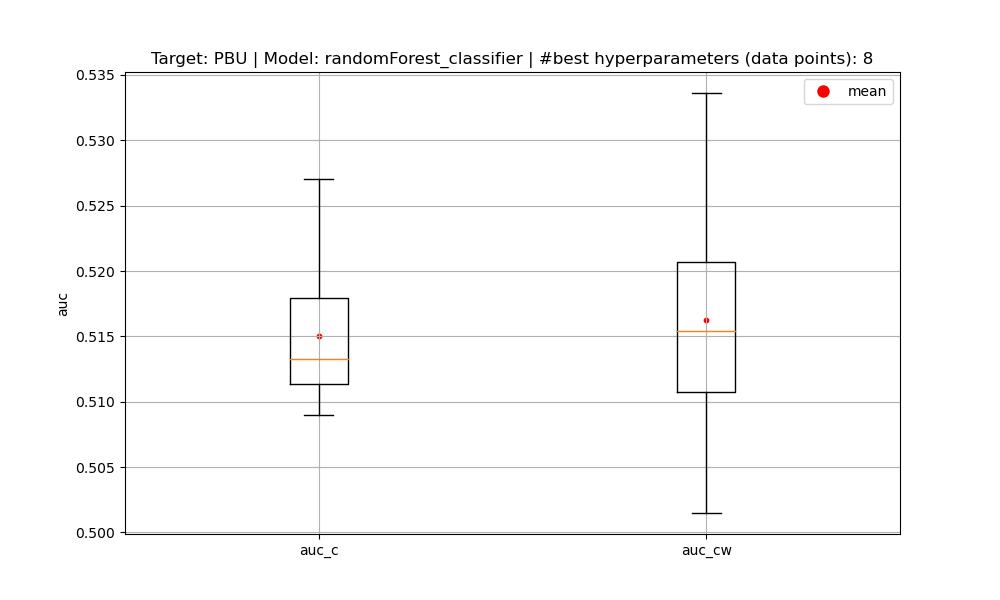 Target: PBU | Model: randomForest_classifier | #best hyperparameters (data points): 8
mean
0.535
0.530
0.525
0.520
0.515
0.510
0.505
0.500
auc
auc_c
auc_cw